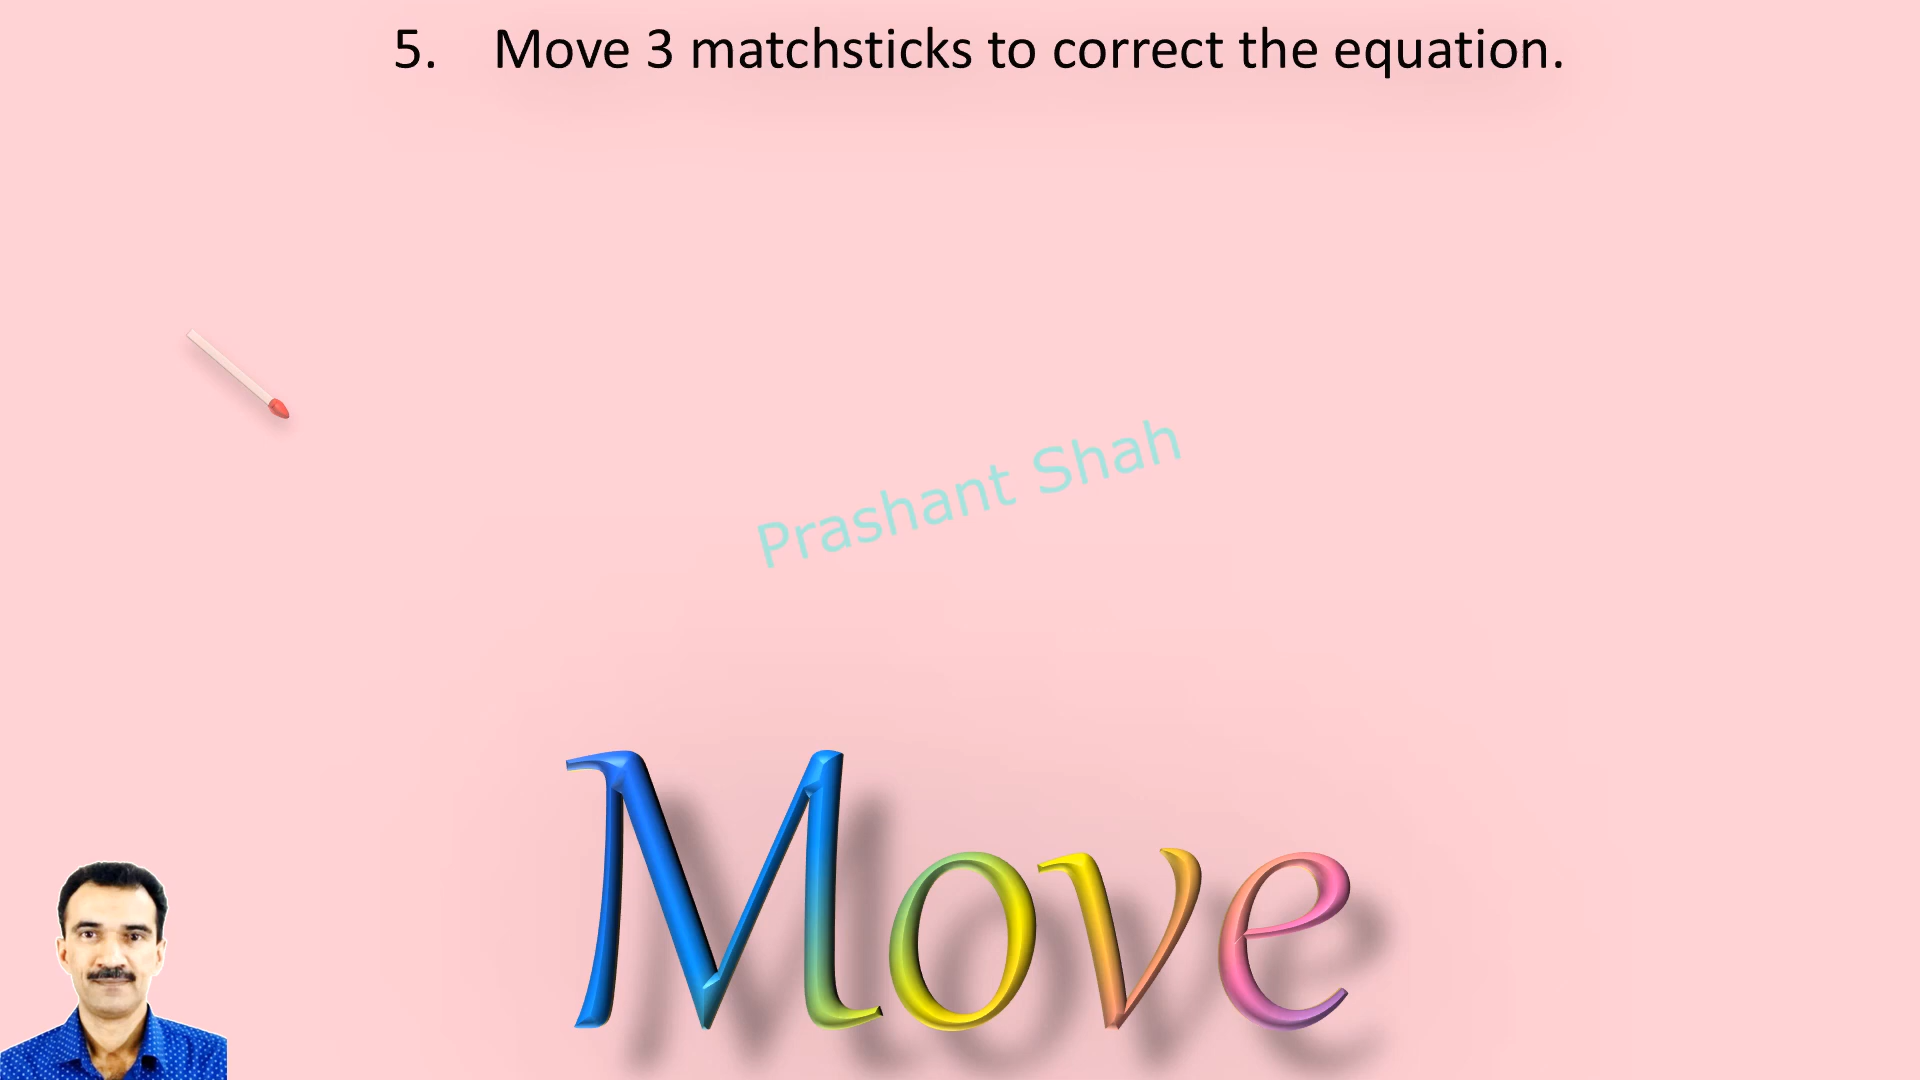 5. Move 3 matchsticks to correct the equation.
Prashant Shah
Move